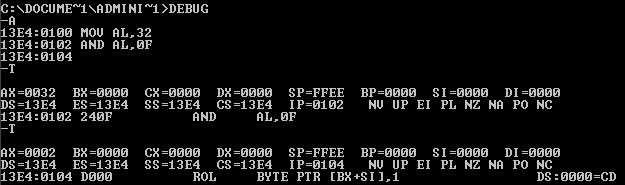 C:\DOCUME~1\ADMINI~1>DEBUG
-A
13E4:0100 MOV AL,32
13E4:0102 AND AL,0F
13E4:0104
-T
AX=0032  BX=0000  CX=0000  DX=0000  SP=FFEE  BP=0000  SI=0000  DI=0000
DS=13E4  ES=13E4  SS=13E4  CS=13E4  IP=0102   NV UP EI PL NZ NA PO NC
13E4:0102 240F          AND     AL,0F
-T
AX=0002  BX=0000  CX=0000  DX=0000  SP=FFEE  BP=0000  SI=0000  DI=0000
DS=13E4  ES=13E4  SS=13E4  CS=13E4  IP=0104   NV UP EI PL NZ NA PO NC
13E4:0104 D000          ROL     BYTE PTR [BX+SI],1                 DS:0000=CD